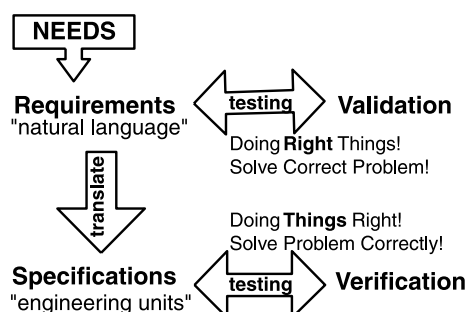 NEEDS
Requirements
"natural language"
testing
Validation
Doing Right Things!
Solve Correct Problem!
translate
Doing Things Right!
Solve Problem Correctly!
Specifications
"engineering units"
testing
Verification